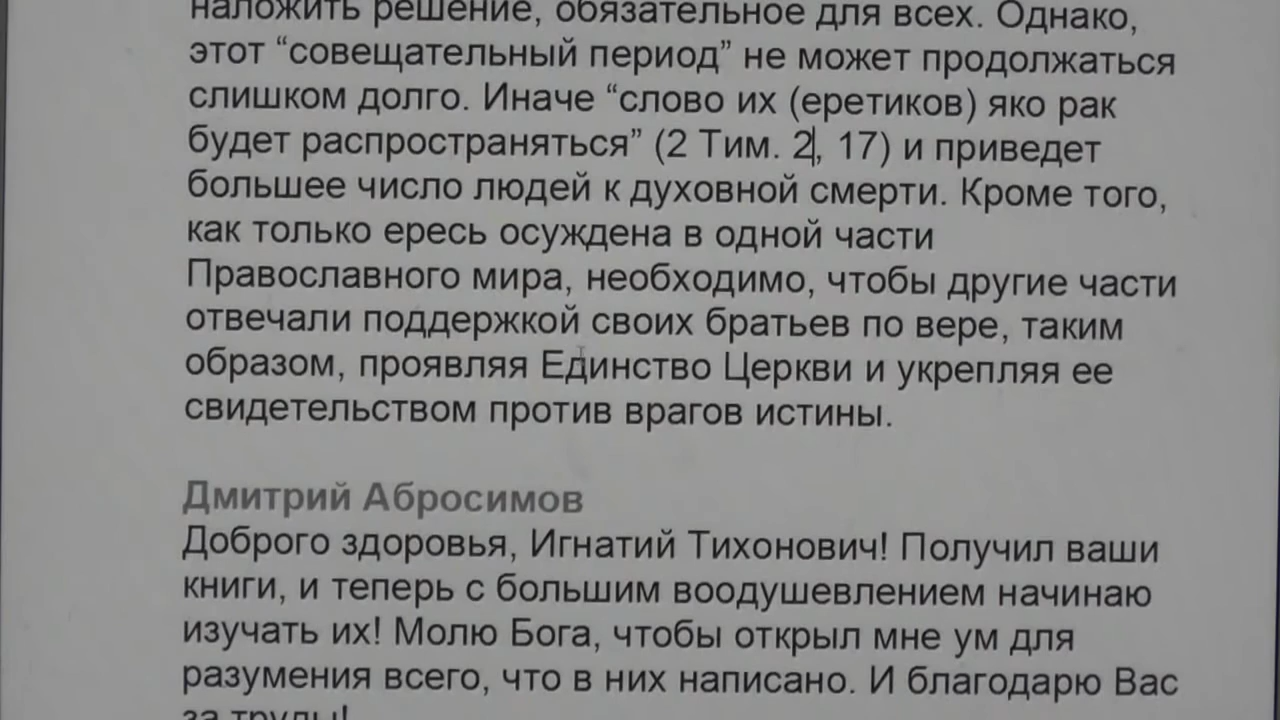 наложить решение, обязательное для всех. Однако,
этот “совещательный период” не может продолжаться
слишком долго. Иначе “слово их (еретиков) яко рак
будет распространяться” (2 Тим. 2, 17) и приведет
большее число людей к духовной смерти. Кроме того,
как только ересь осуждена в одной части
Православного мира, необходимо, чтобы другие части
отвечали поддержкой своих братьев по вере, таким
образом, проявляя Единство Церкви и укрепляя ее
свидетельством против врагов истины.
Дмитрий Абросимов
Доброго здоровья, Игнатий Тихонович! Получил ваши
книги, и теперь с большим воодушевлением начинаю
изучать их! Молю Бога, чтобы открыл мне ум для
разумения всего, что в них написано. И благодарю Вас
за труды!